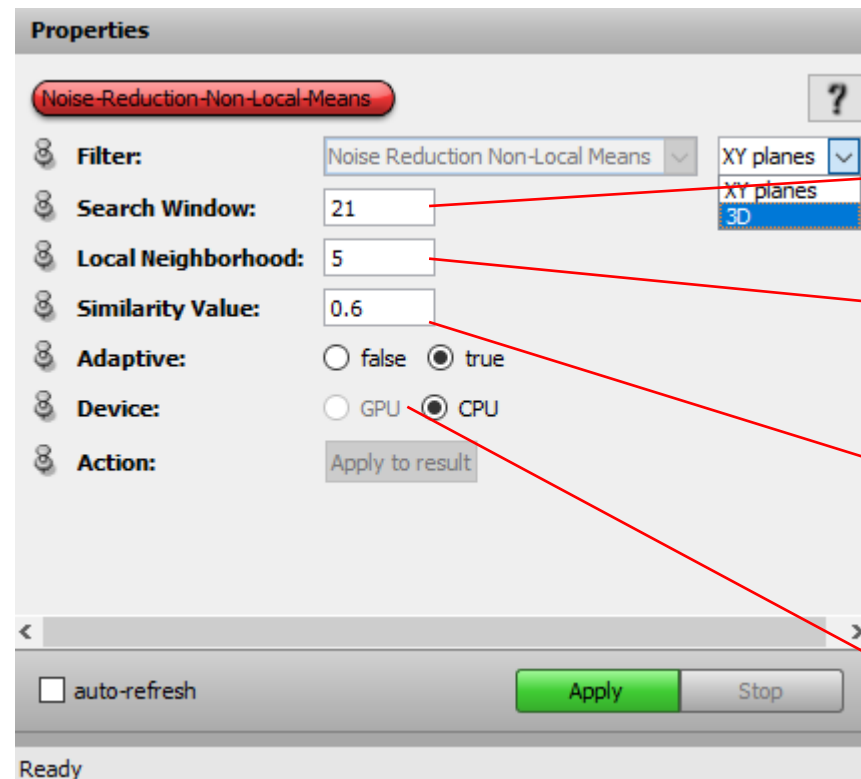 Properties
Noise-Reduction-Non-Local-Means
?
Filter: Noise Reduction Non-Local Means XY planes
XY planes
Search Window: 21 3D
Local Neighborhood: 5
Similarity Value: 0.6
Adaptive: false true
Device: GPU CPU
Action: Apply to result
auto-refresh Apply Stop
Ready